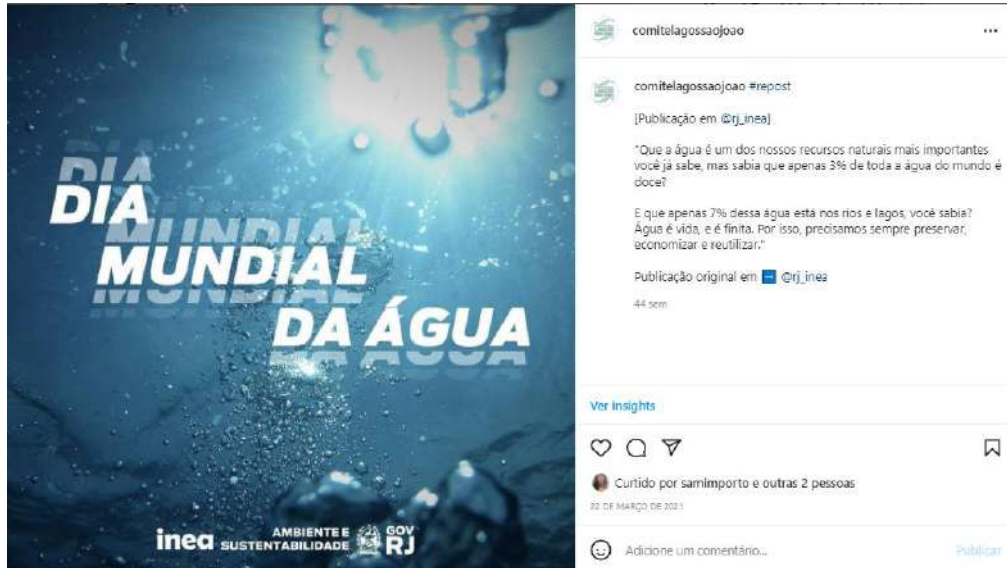 DIA
MUNDIAL
DA ÁGUA
inea
AMBIENTE E
SUSTENTABILIDADE
GOV
RJ
comitelagossaojoao
comitelagossaojoao #repost
[Publicação em @rj_inea]
"Que a água é um dos nossos recursos naturais mais importantes
você já sabe, mas sabia que apenas 3% de toda a água do mundo é
doce?
E que apenas 7% dessa água está nos rios e lagos, você sabia?
Água é vida, e é finita. Por isso, precisamos sempre preservar,
economizar e reutilizar."
Publicação original em ➡ @rj_inea
44 sem
Ver insights
Curtido por samimporto e outras 2 pessoas
22 DE MARÇO DE 2021
Adicione um comentário...
Publicar